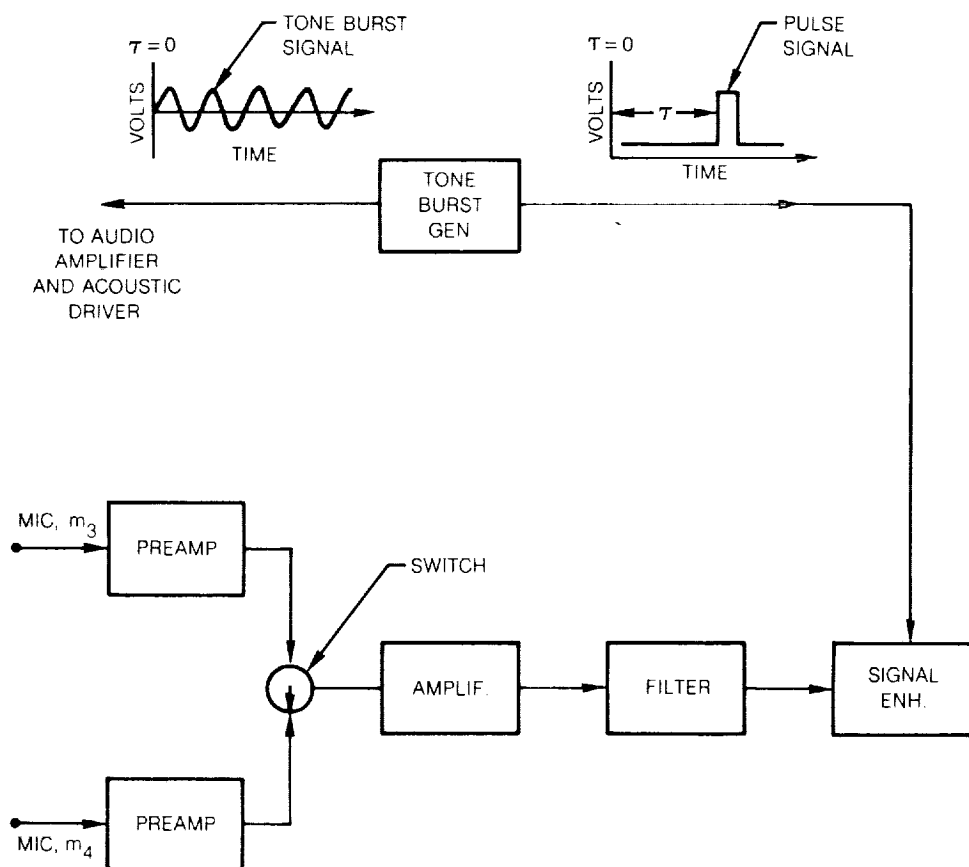 τ = 0
TONE BURST
SIGNAL
VOLTS
TIME
τ = 0
PULSE
SIGNAL
VOLTS
τ
TIME
TONE
BURST
GEN
TO AUDIO
AMPLIFIER
AND ACOUSTIC
DRIVER
MIC, m3
PREAMP
SWITCH
AMPLIF.
FILTER
SIGNAL
ENH.
PREAMP
MIC, m4